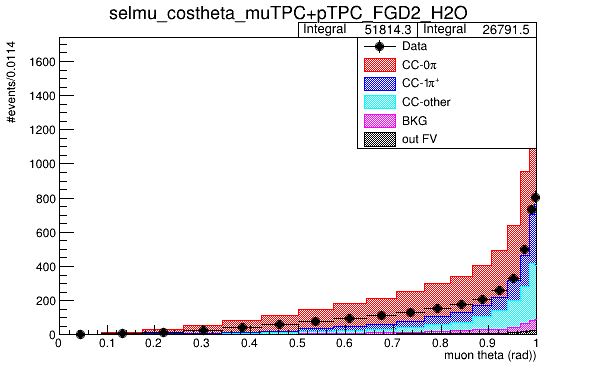 selmu_costheta_muTPC+pTPC_FGD2_H2O
Integral 51814.3 Integral 26791.5
Data
CC-0π
CC-1π⁺
CC-other
BKG
out FV
#events/0.0114
1600
1400
1200
1000
800
600
400
200
0
0 0.1 0.2 0.3 0.4 0.5 0.6 0.7 0.8 0.9 1
muon theta (rad))